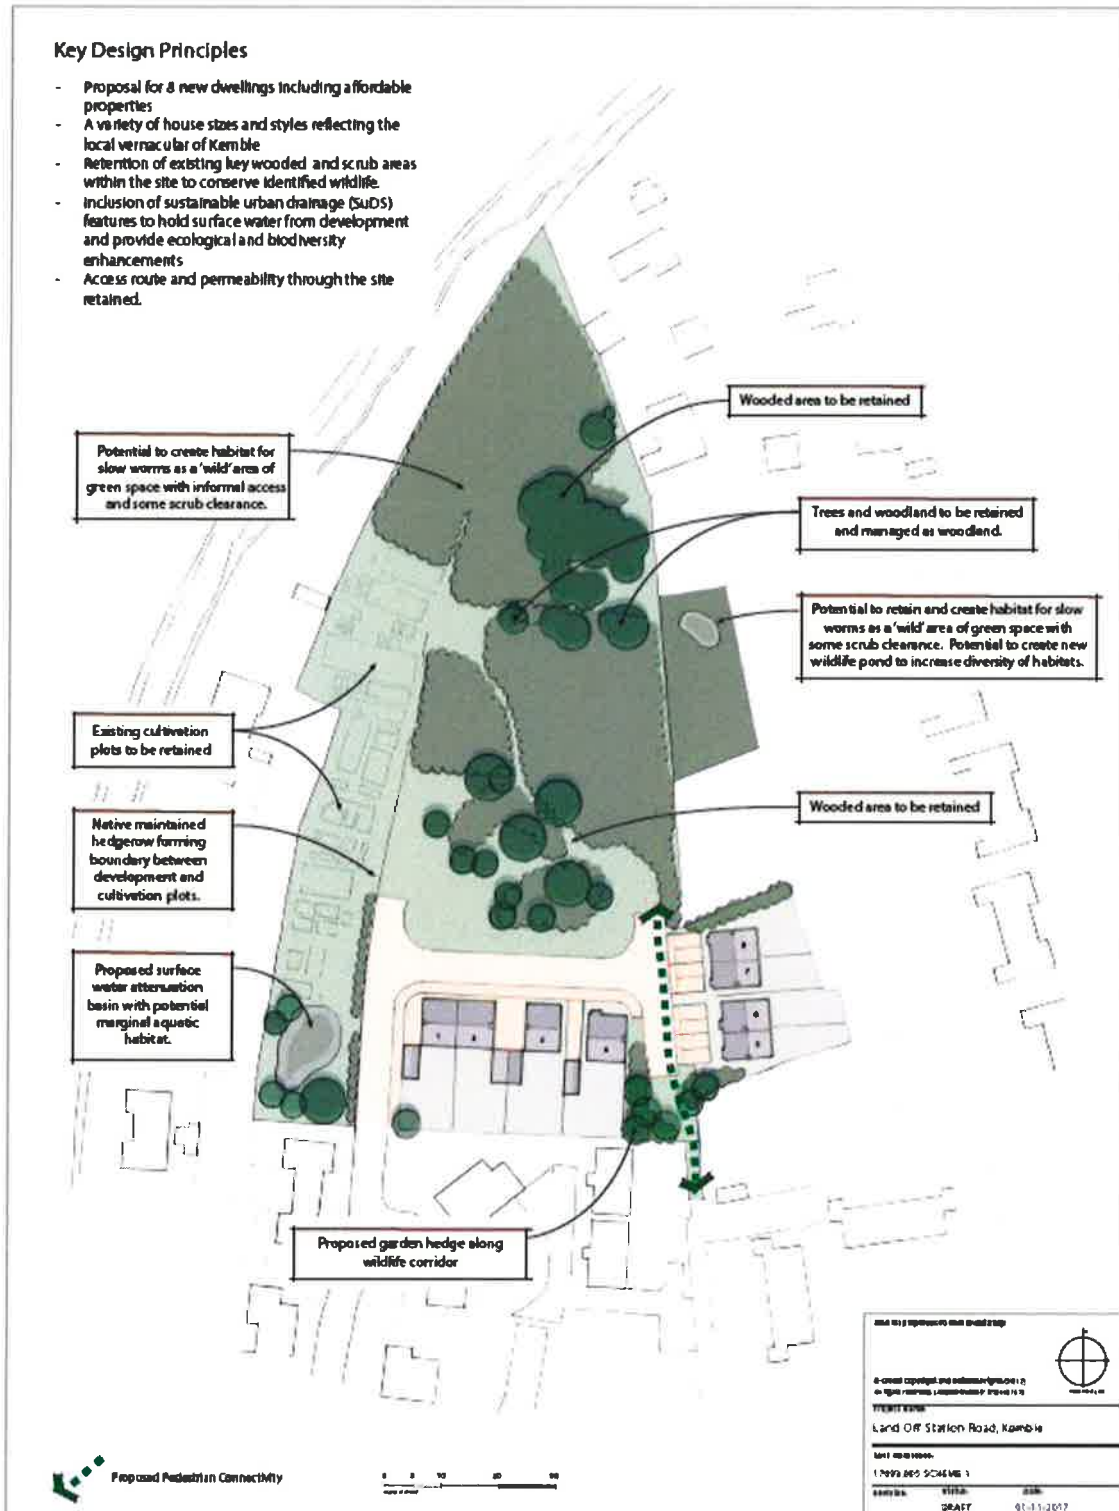 Key Design Principles
- Proposal for 8 new dwellings including affordable
properties
- A variety of house sizes and styles reflecting the
local vernacular of Kemble
- Retention of existing key wooded and scrub areas
within the site to conserve identified wildlife.
- Inclusion of sustainable urban drainage (SuDS)
features to hold surface water from development
and provide ecological and biodiversity
enhancements
- Access route and permeability through the site
retained.
Wooded area to be retained
Potential to create habitat for
slow worms as a 'wild' area of
green space with informal access
and some scrub clearance.
Trees and woodland to be retained
and managed as woodland.
Potential to retain and create habitat for slow
worms as a 'wild' area of green space with
some scrub clearance. Potential to create new
wildlife pond to increase diversity of habitats.
Existing cultivation
plots to be retained
Wooded area to be retained
Native maintained
hedgerow forming
boundary between
development and
cultivation plots.
Proposed surface
water attenuation
basin with potential
marginal aquatic
habitat.
Proposed garden hedge along
wildlife corridor
Proposed Pedestrian Connectivity
Land Off Station Road, Kemble
DRAFT 01-11-2017